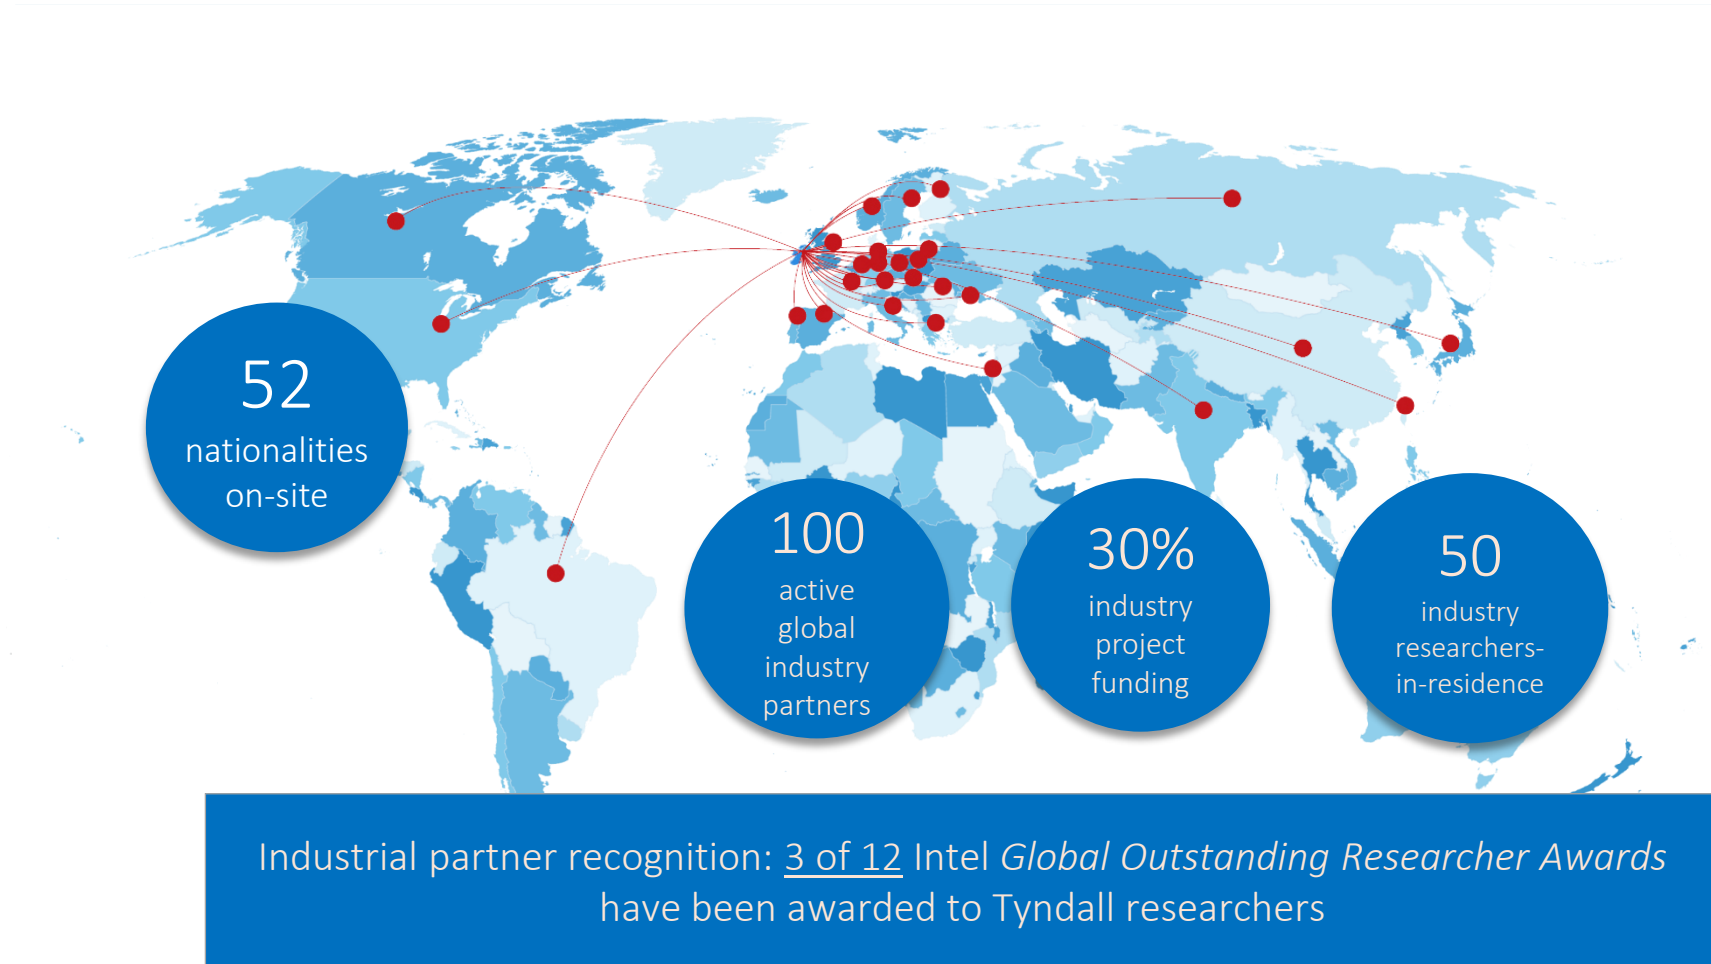 52
nationalities
on-site
100
active
global
industry
partners
30%
industry
project
funding
50
industry
researchers-
in-residence
Industrial partner recognition: 3 of 12 Intel Global Outstanding Researcher Awards
have been awarded to Tyndall researchers